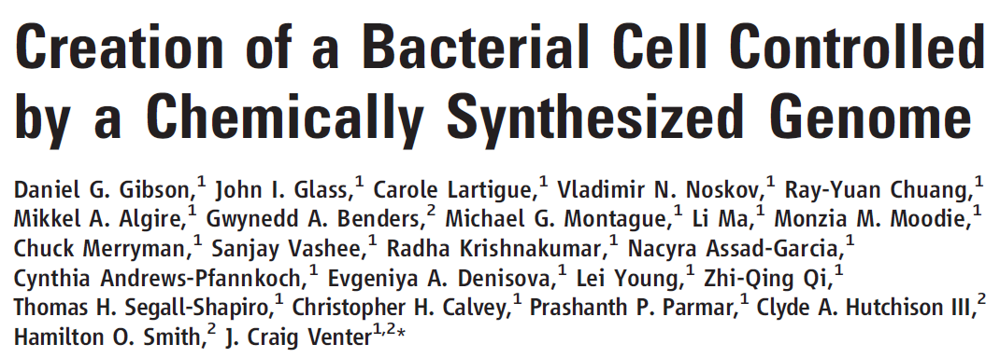 Creation of a Bacterial Cell Controlled
by a Chemically Synthesized Genome
Daniel G. Gibson,1 John I. Glass,1 Carole Lartigue,1 Vladimir N. Noskov,1 Ray-Yuan Chuang,1
Mikkel A. Algire,1 Gwynedd A. Benders,2 Michael G. Montague,1 Li Ma,1 Monzia M. Moodie,1
Chuck Merryman,1 Sanjay Vashee,1 Radha Krishnakumar,1 Nacyra Assad-Garcia,1
Cynthia Andrews-Pfannkoch,1 Evgeniya A. Denisova,1 Lei Young,1 Zhi-Qing Qi,1
Thomas H. Segall-Shapiro,1 Christopher H. Calvey,1 Prashanth P. Parmar,1 Clyde A. Hutchison III,2
Hamilton O. Smith,2 J. Craig Venter1,2*